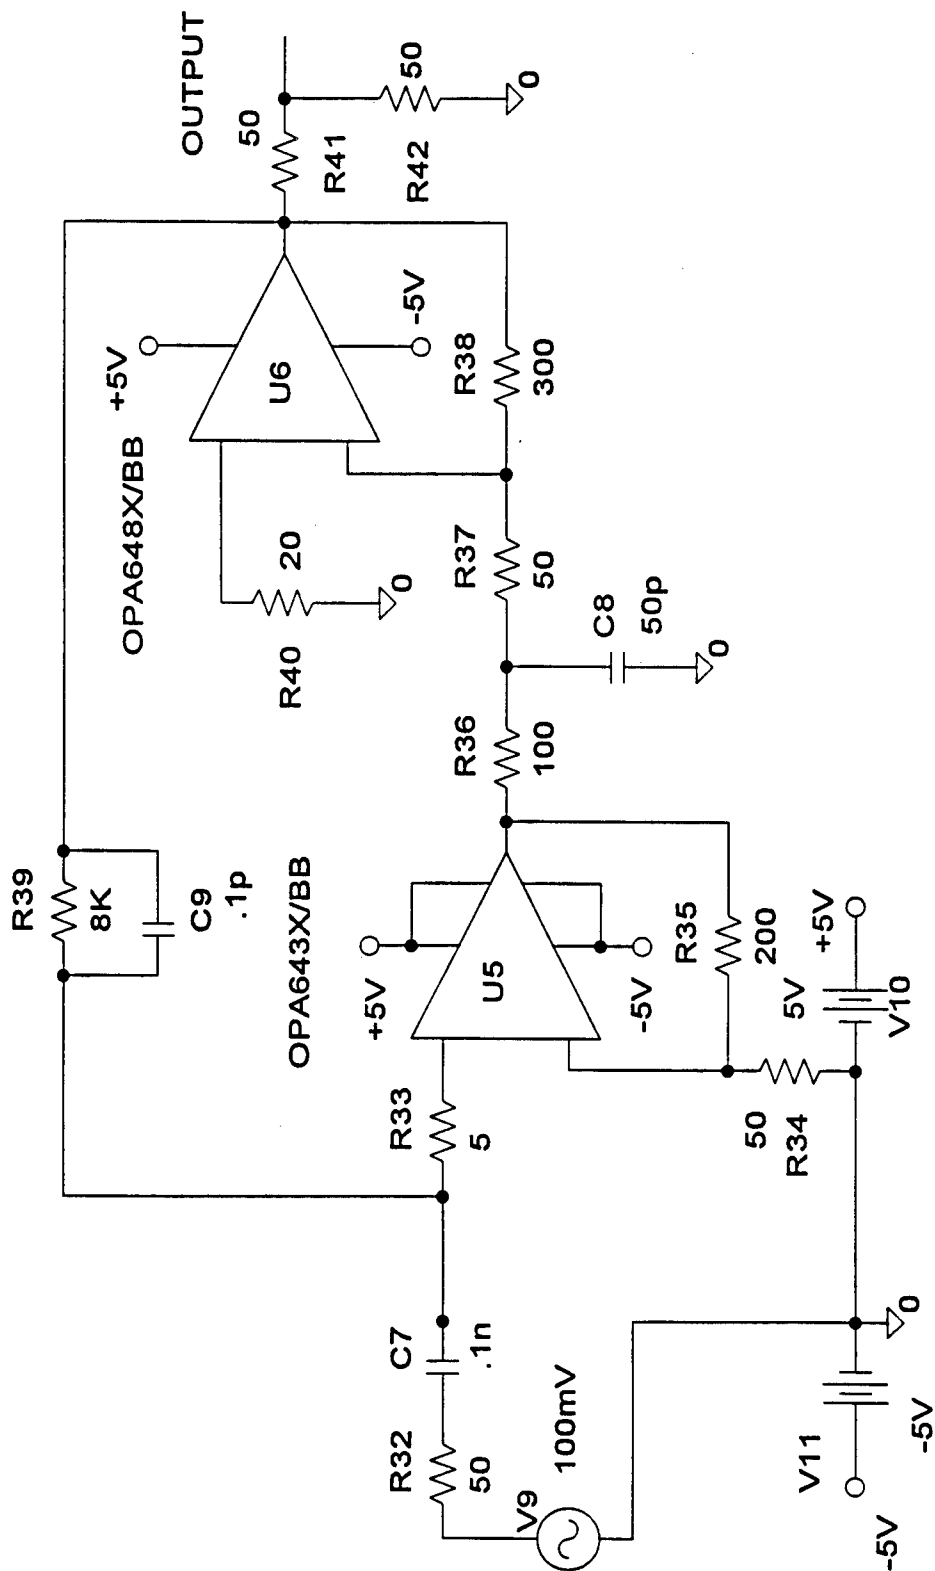 R39
8K
C9
.1p
OUTPUT
50
R41
50
R42
0
+5V
OPA648X/BB
U6
-5V
R40
20
0
R38
300
R37
50
C8
50p
0
R36
100
OPA643X/BB
+5V
U5
-5V
R35
200
R33
5
50
R34
5V
+5V
V10
C7
.1n
R32
50
V9
100mV
0
V11
-5V
-5V